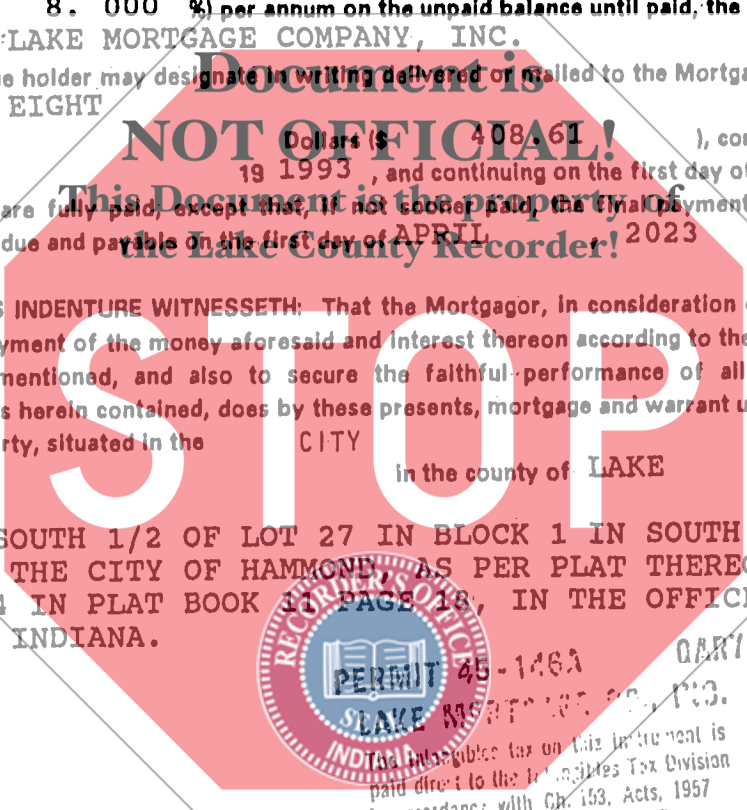 8. 000 %) per annum on the unpaid balance until paid, the
LAKE MORTGAGE COMPANY, INC.
e holder may designate in writing delivered or mailed to the Mortga
Document is
EIGHT
NOT OFFICIAL!
Dollars ($ 408.61 ), co
19 1993 , and continuing on the first day of
This Document is the property of
are fully paid, except that, if not sooner paid, the final payment
due and payable on the first day of APRIL , 2023
the Lake County Recorder!
S INDENTURE WITNESSETH: That the Mortgagor, in consideration
yment of the money aforesaid and interest thereon according to the
mentioned, and also to secure the faithful performance of all
s herein contained, does by these presents, mortgage and warrant u
rty, situated in the CITY
STOP
in the county of LAKE
SOUTH 1/2 OF LOT 27 IN BLOCK 1 IN SOUTH
THE CITY OF HAMMOND, AS PER PLAT THEREO
IN PLAT BOOK 11 PAGE 18, IN THE OFFIC
INDIANA.
RECORDER'S OFFICE
SEAL
INDIANA
PERMIT 45-146A GARY
LAKE
The Intangibles tax on this instrument is
paid direct to the Intangibles Tax Division
with Ch. 153, Acts, 1957